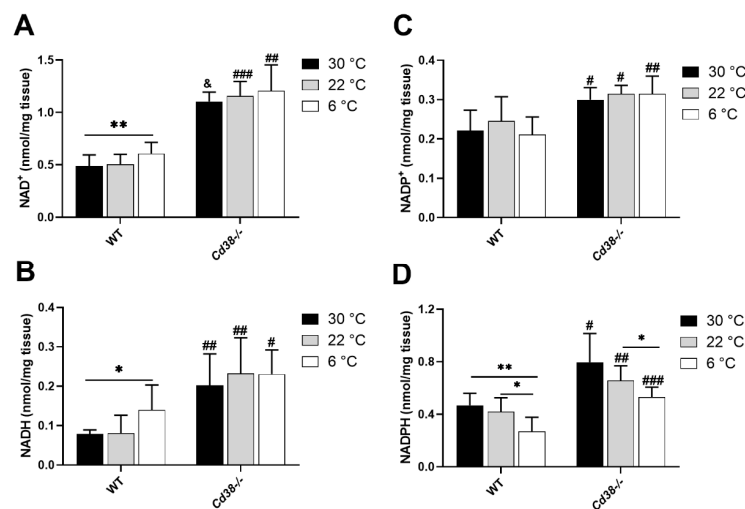 A
NAD+ (nmol/mg tissue)
1.5
1.0
0.5
0.0
**
&
###
##
WT
Cd38-/-
30 °C
22 °C
6 °C
C
NADP+ (nmol/mg tissue)
0.4
0.3
0.2
0.1
0.0
#
#
##
WT
Cd38-/-
30 °C
22 °C
6 °C
B
NADH (nmol/mg tissue)
0.4
0.3
0.2
0.1
0.0
*
##
##
#
WT
Cd38-/-
30 °C
22 °C
6 °C
D
NADPH (nmol/mg tissue)
1.2
0.8
0.4
0.0
**
*
#
##
*
###
WT
Cd38-/-
30 °C
22 °C
6 °C